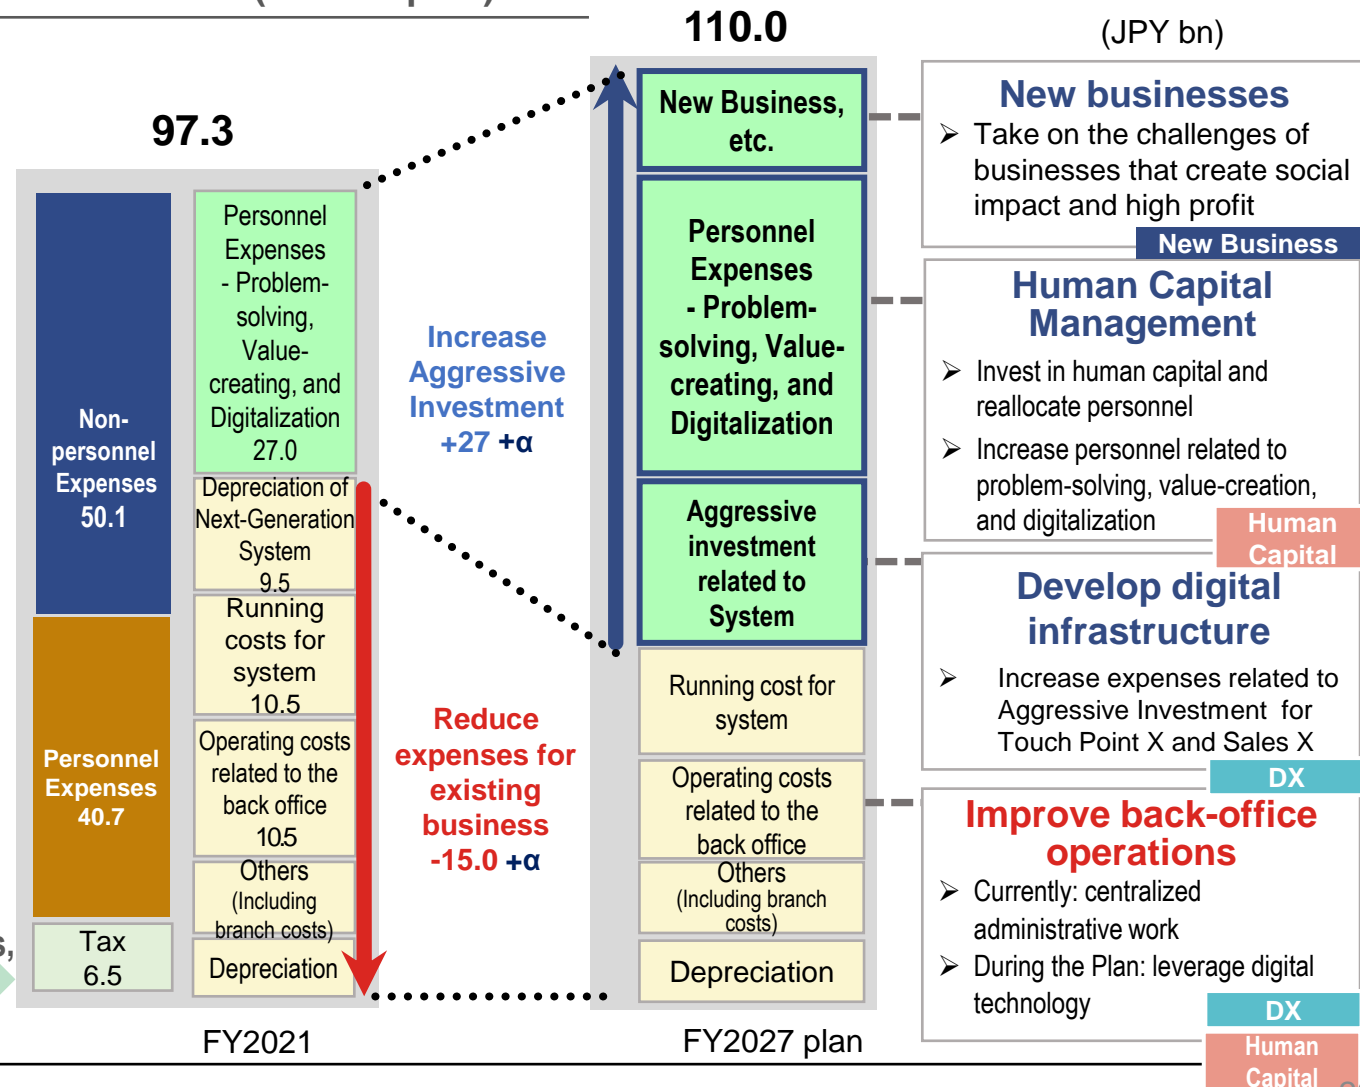 97.3
Non-
personnel
Expenses
50.1
Personnel
Expenses
40.7
Tax
6.5
Personnel
Expenses
- Problem-
solving,
Value-
creating, and
Digitalization
27.0
Depreciation of
Next-Generation
System
9.5
Running
costs for
system
10.5
Operating costs
related to the
back office
10.5
Others
(Including
branch costs)
Depreciation
FY2021
Increase
Aggressive
Investment
+27 +α
Reduce
expenses for
existing
business
-15.0 +α
110.0
New Business,
etc.
Personnel
Expenses
- Problem-
solving, Value-
creating, and
Digitalization
Aggressive
investment
related to
System
Running cost for
system
Operating costs
related to the
back office
Others
(Including branch
costs)
Depreciation
FY2027 plan
(JPY bn)
New businesses
➢ Take on the challenges of
businesses that create social
impact and high profit
New Business
Human Capital
Management
➢ Invest in human capital and
reallocate personnel
➢ Increase personnel related to
problem-solving, value-creation,
and digitalization
Human
Capital
Develop digital
infrastructure
➢ Increase expenses related to
Aggressive Investment for
Touch Point X and Sales X
DX
Improve back-office
operations
➢ Currently: centralized
administrative work
➢ During the Plan: leverage digital
technology
DX
Human
Capital